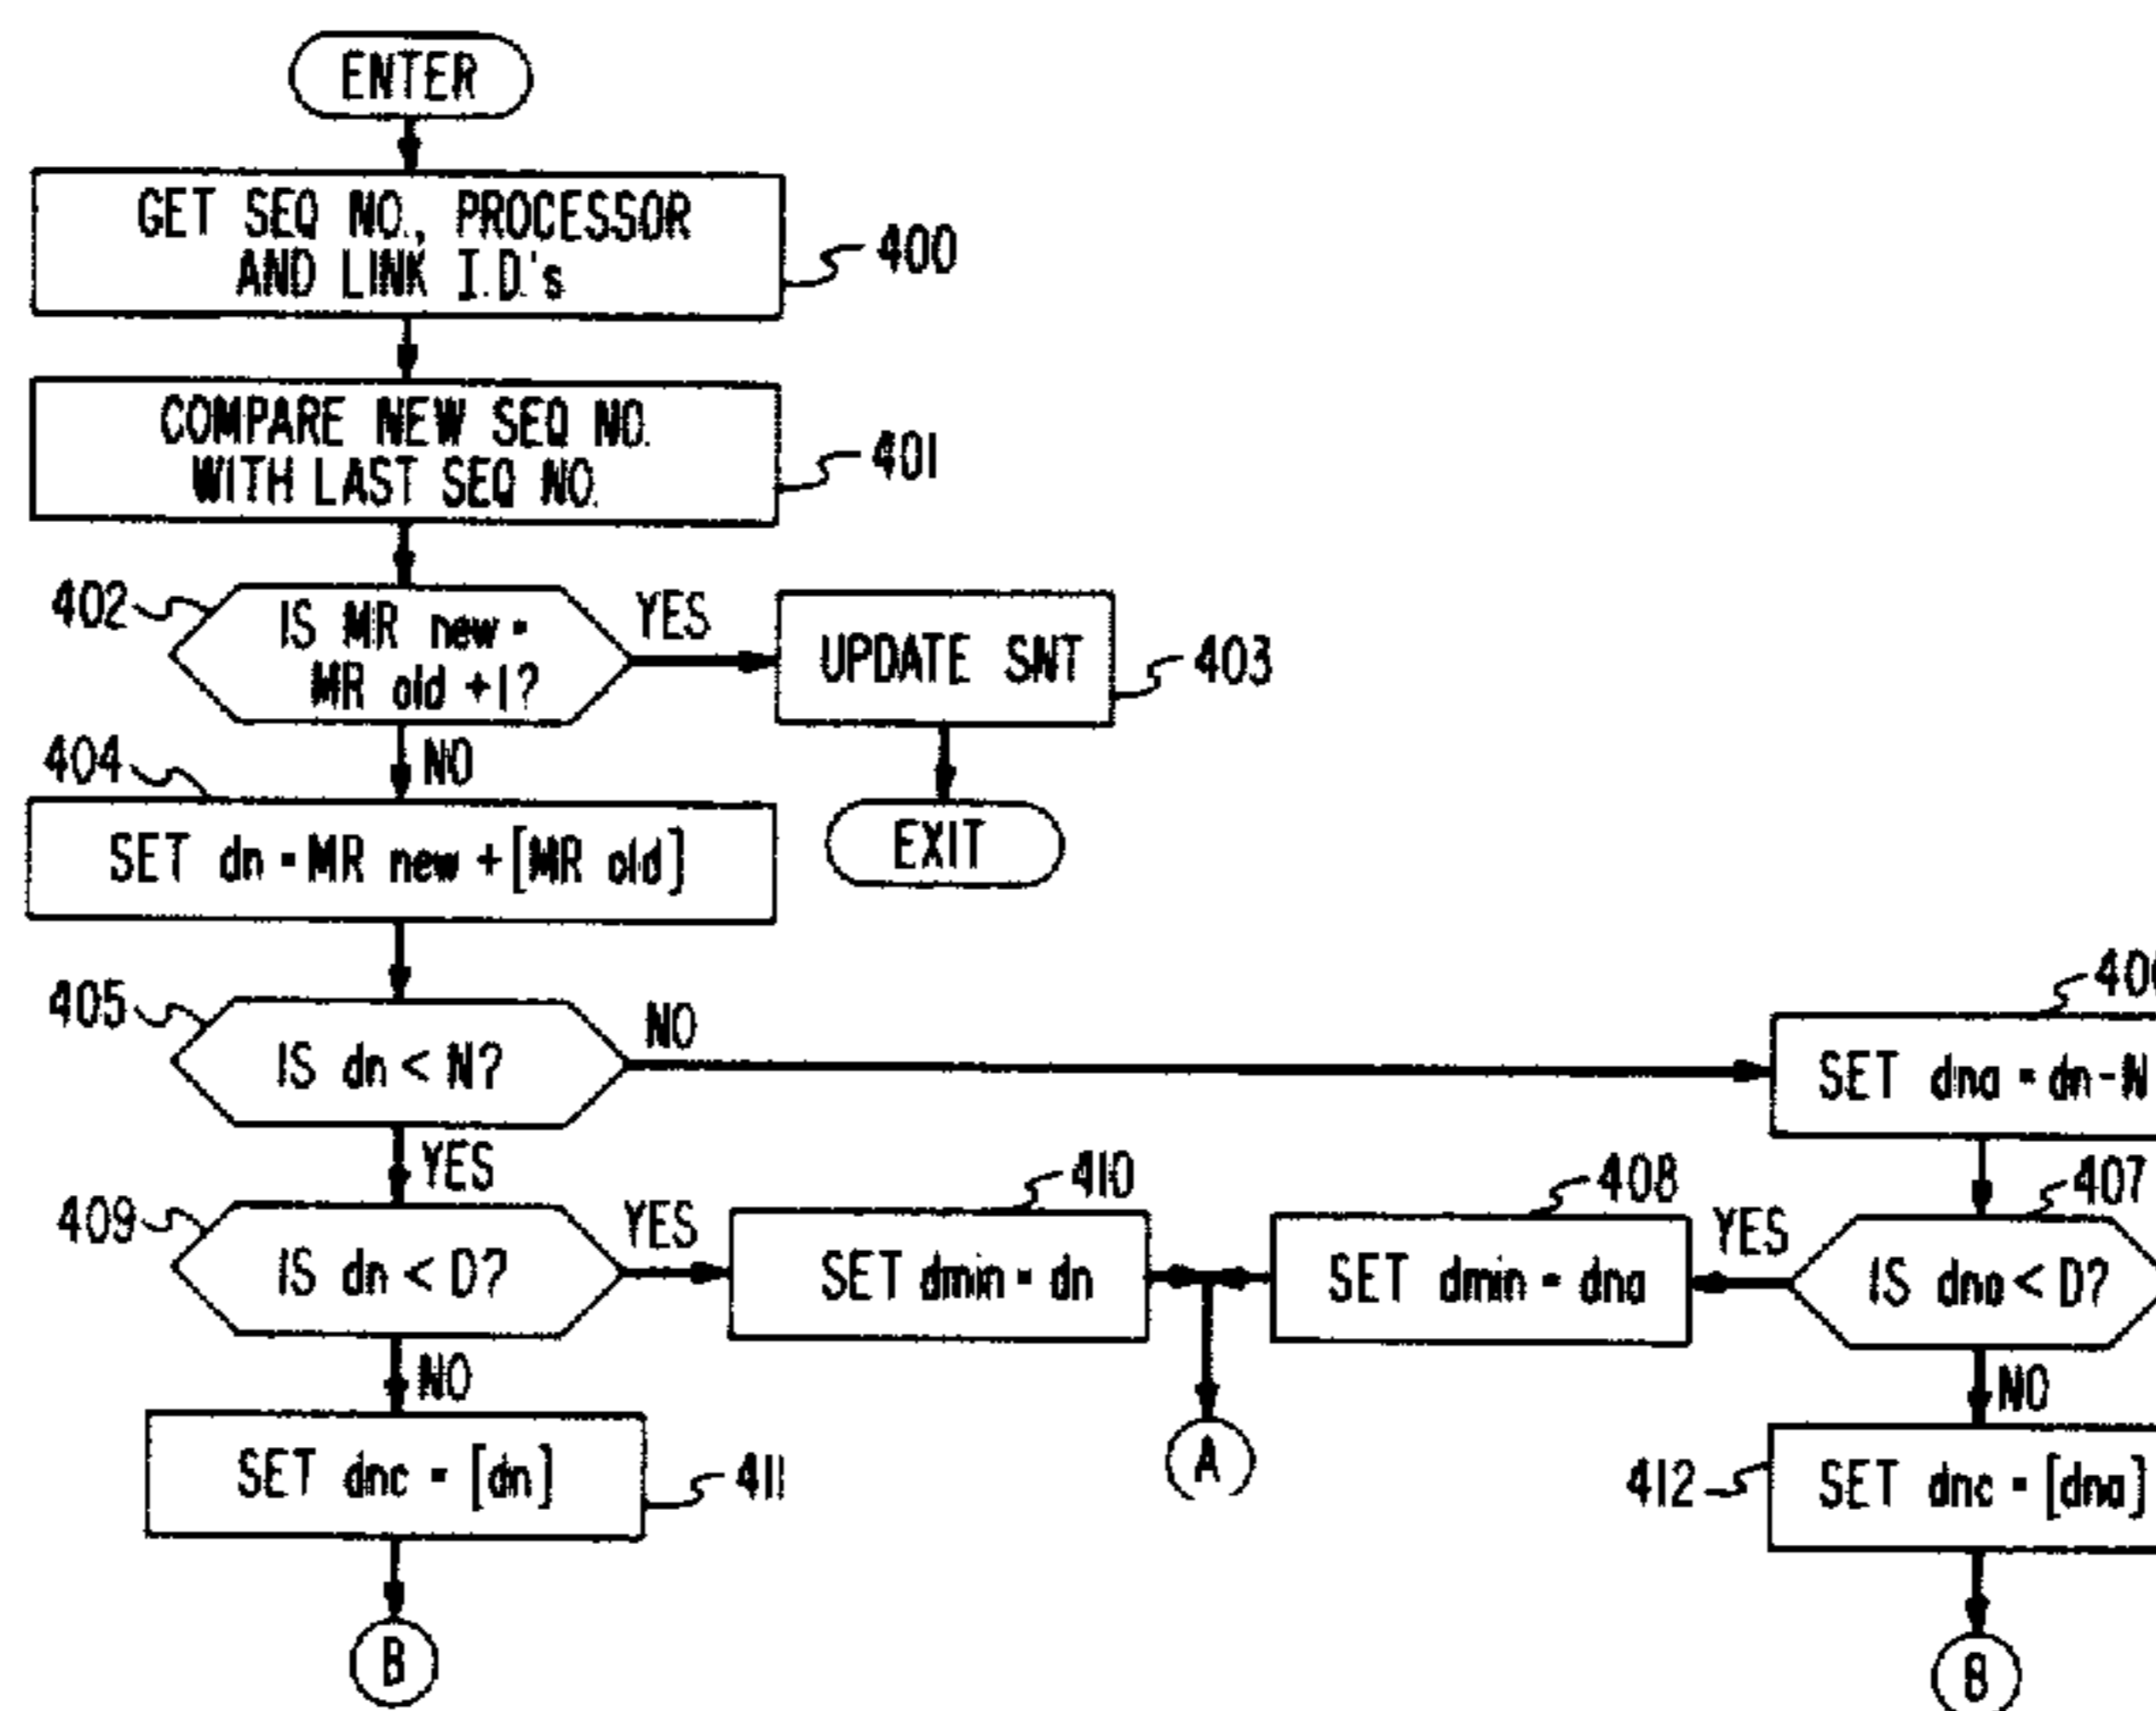 ENTER
GET SEQ NO., PROCESSOR
AND LINK I.D.'s
400
COMPARE NEW SEQ NO.
WITH LAST SEQ NO.
401
402
IS MR new =
MR old +1?
YES
UPDATE SNT
403
NO
EXIT
404
SET dn = MR new + [MR old]
405
IS dn < N?
NO
SET dna = dn-N
YES
409
IS dn < D?
YES
410
SET dmin = dn
408
SET dmin = dna
YES
407
IS dna < D?
NO
SET dnc = [dn]
411
A
NO
412
SET dnc = [dna]
B
B